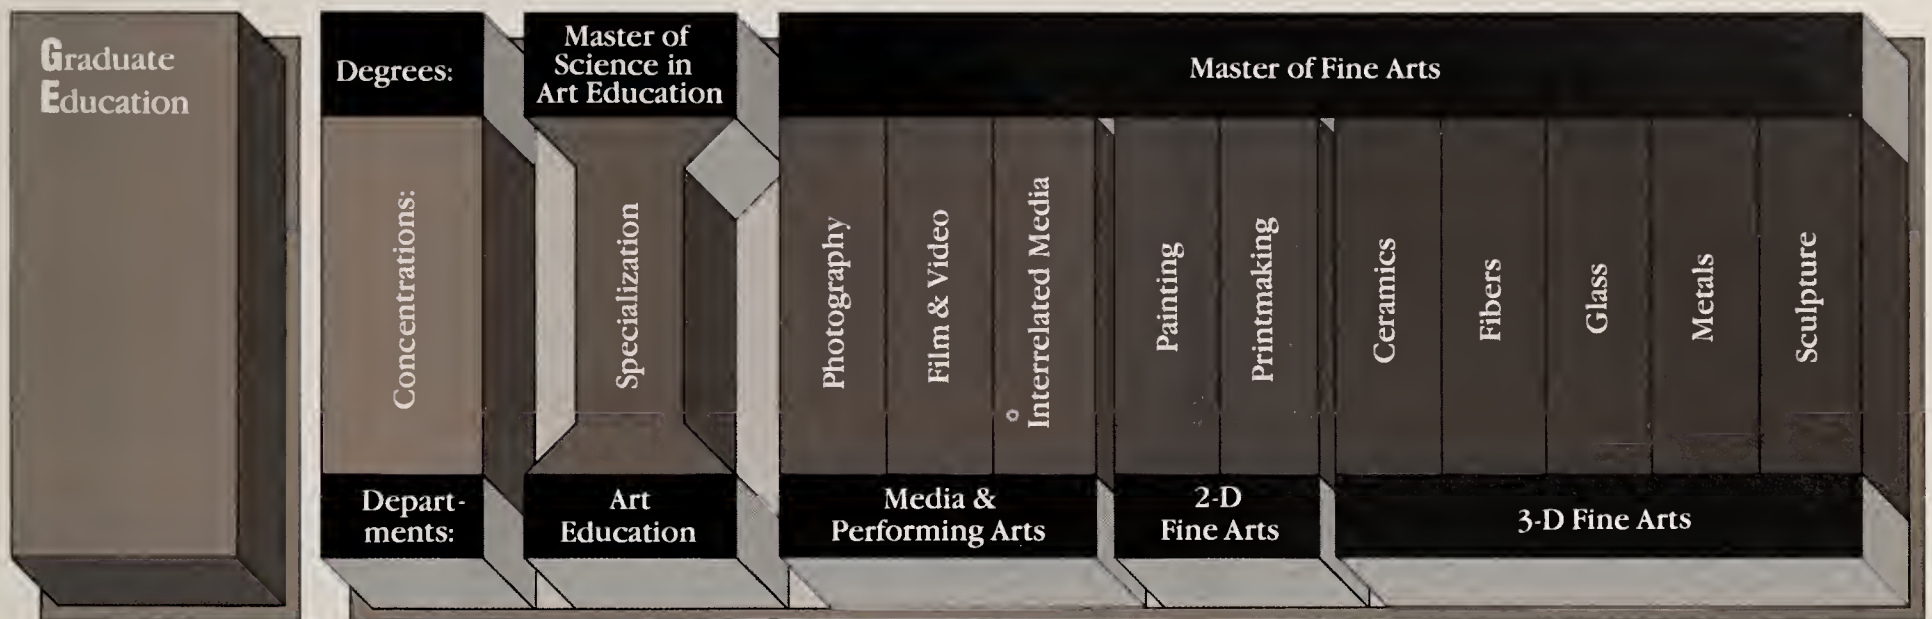 Graduate
Education
Degrees:
Master of
Science in
Art Education
Master of Fine Arts
Concentrations:
Specialization
Photography
Film & Video
Interrelated Media
Painting
Printmaking
Ceramics
Fibers
Glass
Metals
Sculpture
Depart-
ments:
Art
Education
Media &
Performing Arts
2-D
Fine Arts
3-D Fine Arts